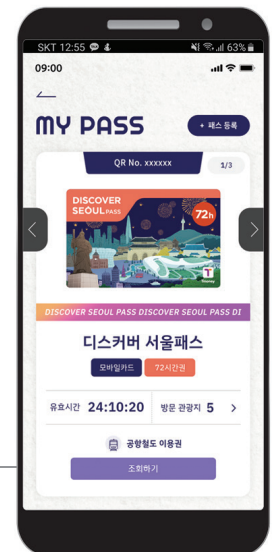 SKT 12:55 63%
09:00
MY PASS
+ 패스 등록
QR No. xxxxxx
1/3
DISCOVER
SEOUL PASS
72h
DISCOVER SEOUL PASS DISCOVER SEOUL PASS DI
디스커버 서울패스
모바일카드
72시간권
유효시간 24:10:20
방문 관광지 5 >
공항철도 이용권
조회하기